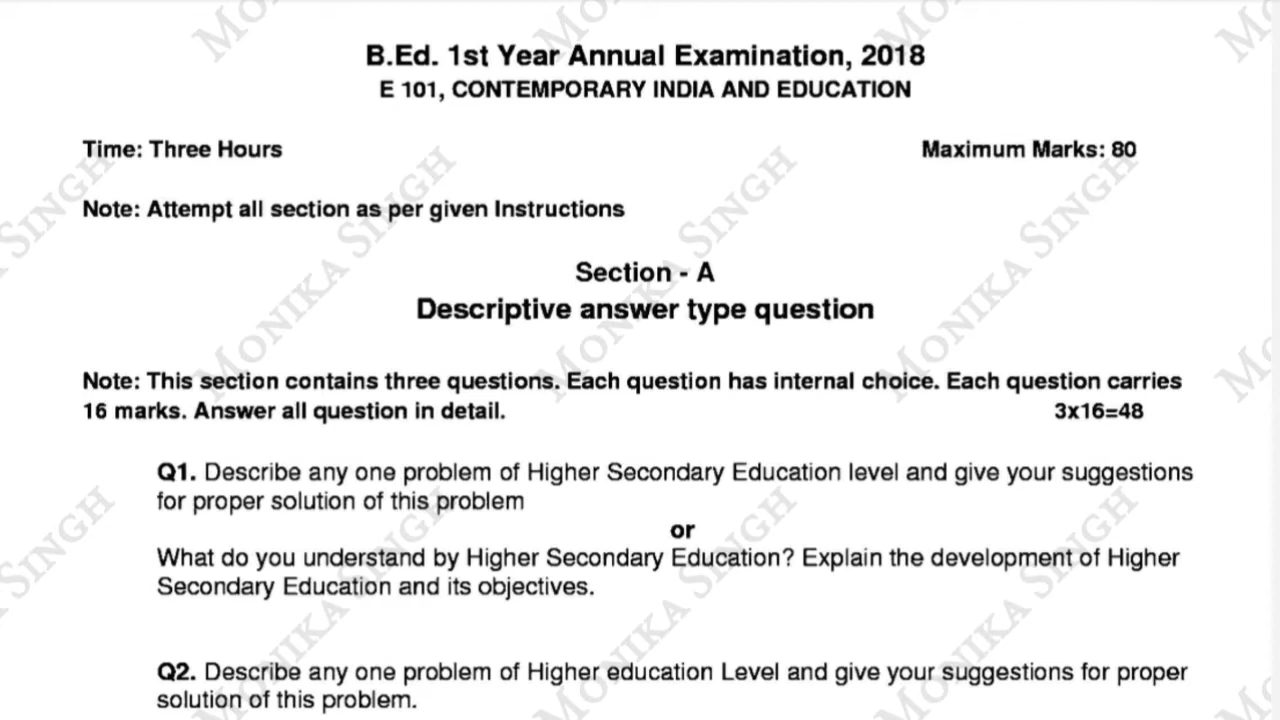 B.Ed. 1st Year Annual Examination, 2018
E 101, CONTEMPORARY INDIA AND EDUCATION
Time: Three Hours Maximum Marks: 80
Note: Attempt all section as per given Instructions
Section - A
Descriptive answer type question
Note: This section contains three questions. Each question has internal choice. Each question carries
16 marks. Answer all question in detail. 3x16=48
Q1. Describe any one problem of Higher Secondary Education level and give your suggestions
for proper solution of this problem
or
What do you understand by Higher Secondary Education? Explain the development of Higher
Secondary Education and its objectives.
Q2. Describe any one problem of Higher education Level and give your suggestions for proper
solution of this problem.
MONIKA SINGH